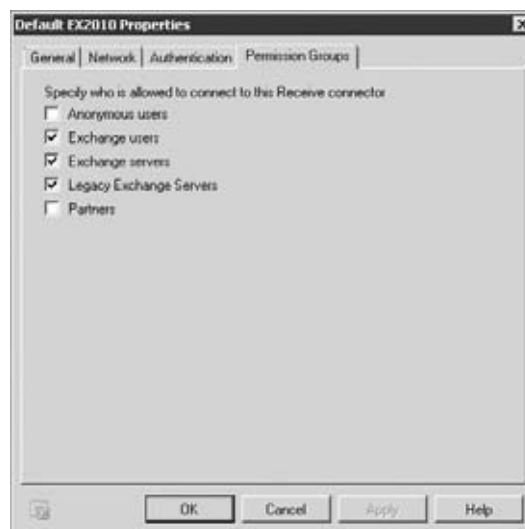 Default EX2010 Properties
General Network Authentication Permission Groups
Specify who is allowed to connect to this Receive connector
Anonymous users
Exchange users
Exchange servers
Legacy Exchange Servers
Partners
OK Cancel Apply Help